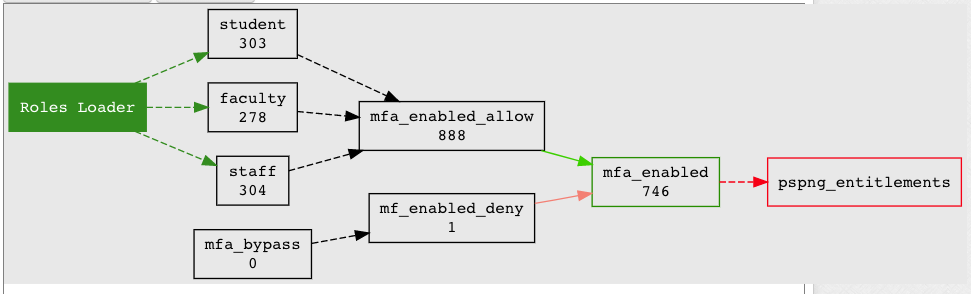 student
303
Roles Loader
faculty
278
mfa_enabled_allow
888
staff
304
mfa_enabled
746
pspng_entitlements
mf_enabled_deny
1
mfa_bypass
0